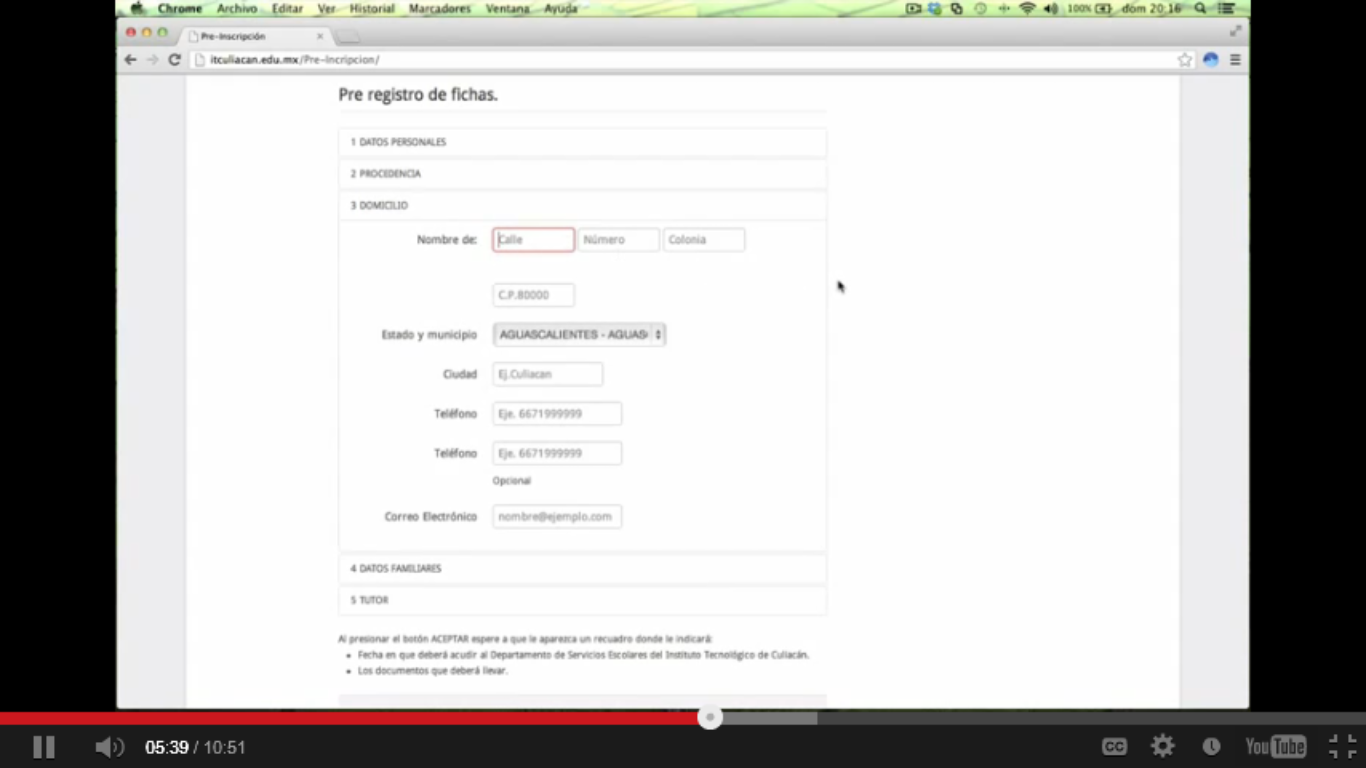 Chrome Archivo Editar Ver Historial Marcadores Ventana Ayuda 100% dom 20:16
Pre-Inscripción
itculiacan.edu.mx/Pre-Incripcion/
Pre registro de fichas.
1 DATOS PERSONALES
2 PROCEDENCIA
3 DOMICILIO
Nombre de: Calle Número Colonia
C.P.80000
Estado y municipio AGUASCALIENTES - AGUAS
Ciudad Ej.Culiacan
Teléfono Eje. 6671999999
Teléfono Eje. 6671999999
Opcional
Correo Electrónico nombre@ejemplo.com
4 DATOS FAMILIARES
5 TUTOR
Al presionar el botón ACEPTAR espere a que le aparezca un recuadro donde le indicará:
• Fecha en que deberá acudir al Departamento de Servicios Escolares del Instituto Tecnológico de Culiacán.
• Los documentos que deberá llevar.
05:39 / 10:51 CC YouTube